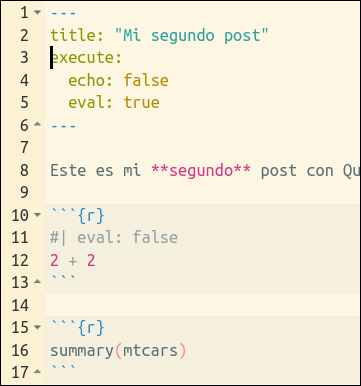 1 ---
2 title: "Mi segundo post"
3 execute:
4   echo: false
5   eval: true
6 ---
7
8 Este es mi **segundo** post con Qu
9
10 ```{r}
11 #| eval: false
12 2 + 2
13 ```
14
15 ```{r}
16 summary(mtcars)
17 ```